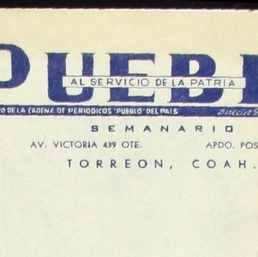 PUEBL
AL SERVICIO DE LA PATRIA
O DE LA CADENA DE PERIODICOS "PUEBLO" DEL PAIS
SEMANARIO
AV. VICTORIA 439 OTE. APDO. POS
TORREON, COAH.